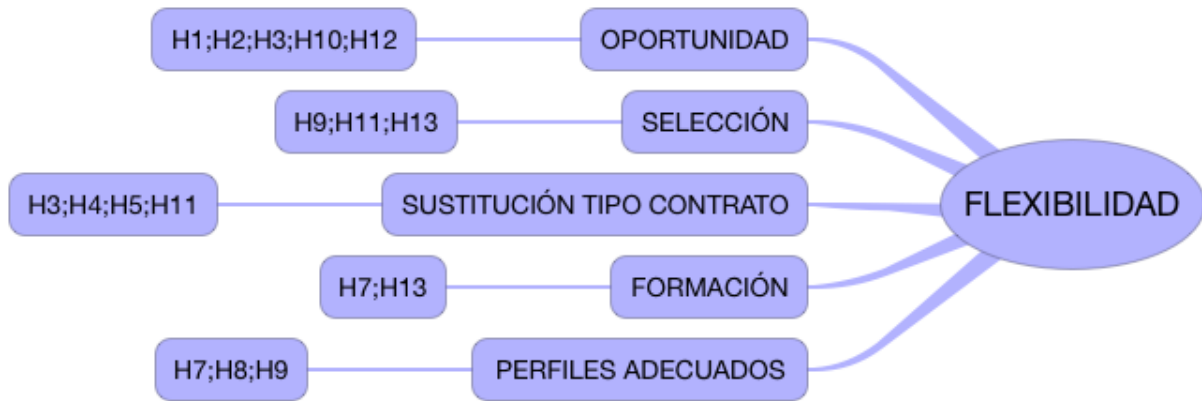 H1;H2;H3;H10;H12
OPORTUNIDAD
H9;H11;H13
SELECCIÓN
H3;H4;H5;H11
SUSTITUCÍÓN TIPO CONTRATO
FLEXIBILIDAD
H7;H13
FORMACIÓN
H7;H8;H9
PERFILES ADECUADOS